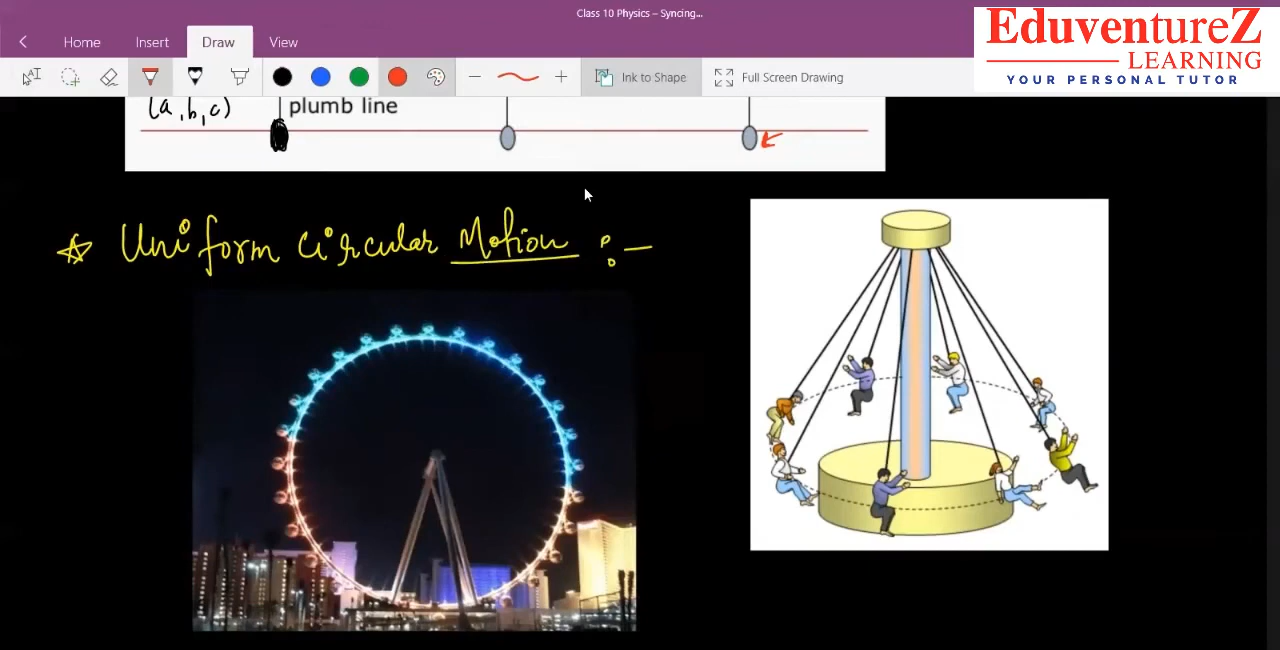 Class 10 Physics – Syncing...
Home Insert Draw View
Ink to Shape Full Screen Drawing
EduventureZ
LEARNING
YOUR PERSONAL TUTOR
(a,b,c) plumb line
Uniform circular Motion :-